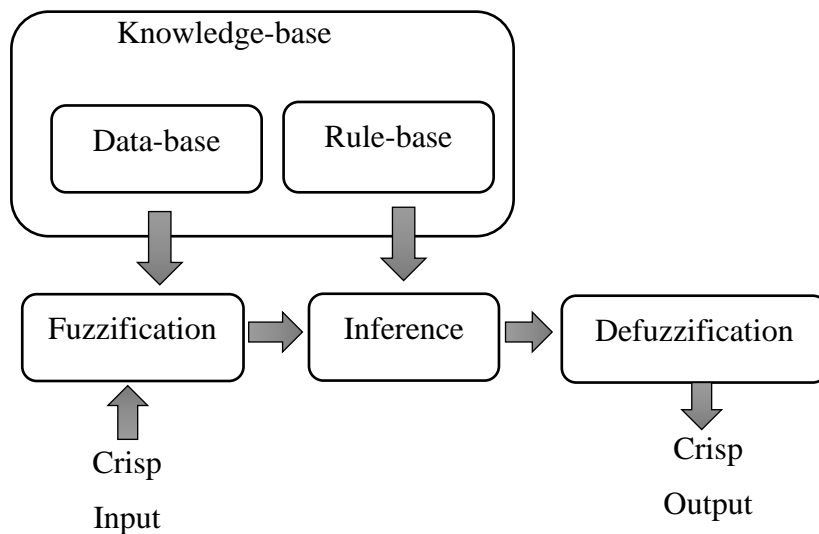 Knowledge-base
Data-base
Rule-base
Fuzzification
Inference
Defuzzification
Crisp
Input
Crisp
Output